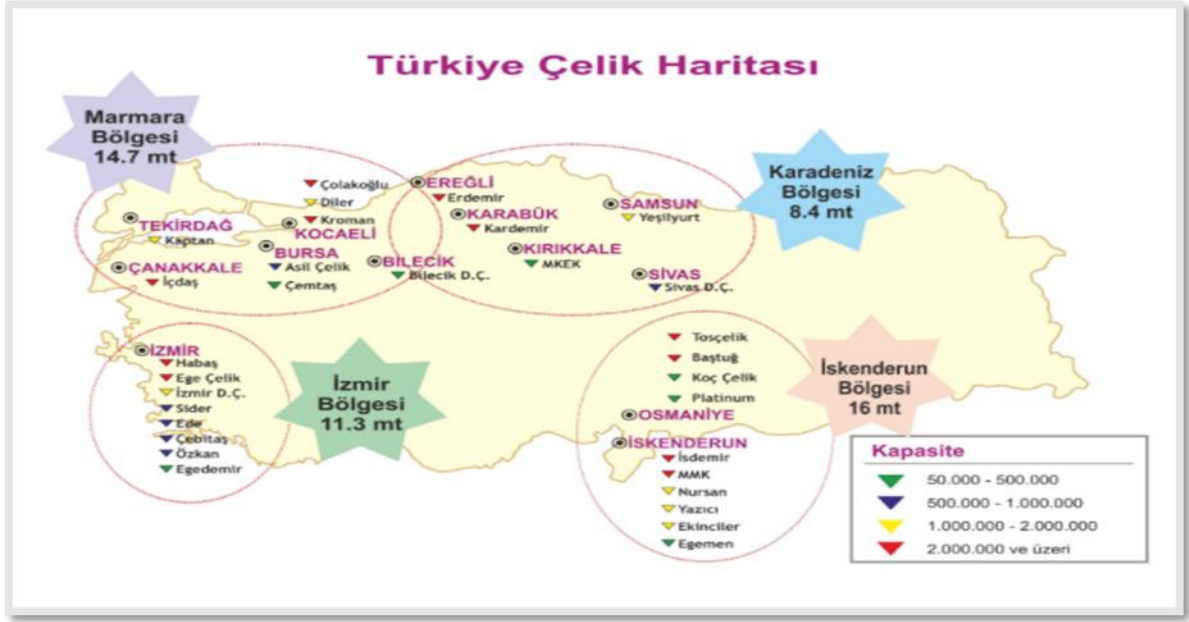 Türkiye Çelik Haritası
Marmara
Bölgesi
14.7 mt
Karadeniz
Bölgesi
8.4 mt
Çolakoğlu
Diler
Kroman
KOCAELİ
TEKİRDAĞ
Kaptan
BURSA
Asil Çelik
Çemtaş
ÇANAKKALE
İçdaş
BİLECİK
Bilecik D.Ç.
EREĞLİ
Erdemir
KARABÜK
Kardemir
KIRIKKALE
MKEK
SAMSUN
Yeşilyurt
SİVAS
Sivas D.Ç.
İZMİR
Habaş
Ege Çelik
İzmir D.Ç.
Sider
Ede
Çebitaş
Özkan
Egedemir
İzmir
Bölgesi
11.3 mt
Tosçelik
Baştuğ
Koç Çelik
Platinum
OSMANİYE
İSKENDERUN
İsdemir
MMK
Nursan
Yazıcı
Ekinciler
Egemen
İskenderun
Bölgesi
16 mt
Kapasite
50.000 - 500.000
500.000 - 1.000.000
1.000.000 - 2.000.000
2.000.000 ve üzeri